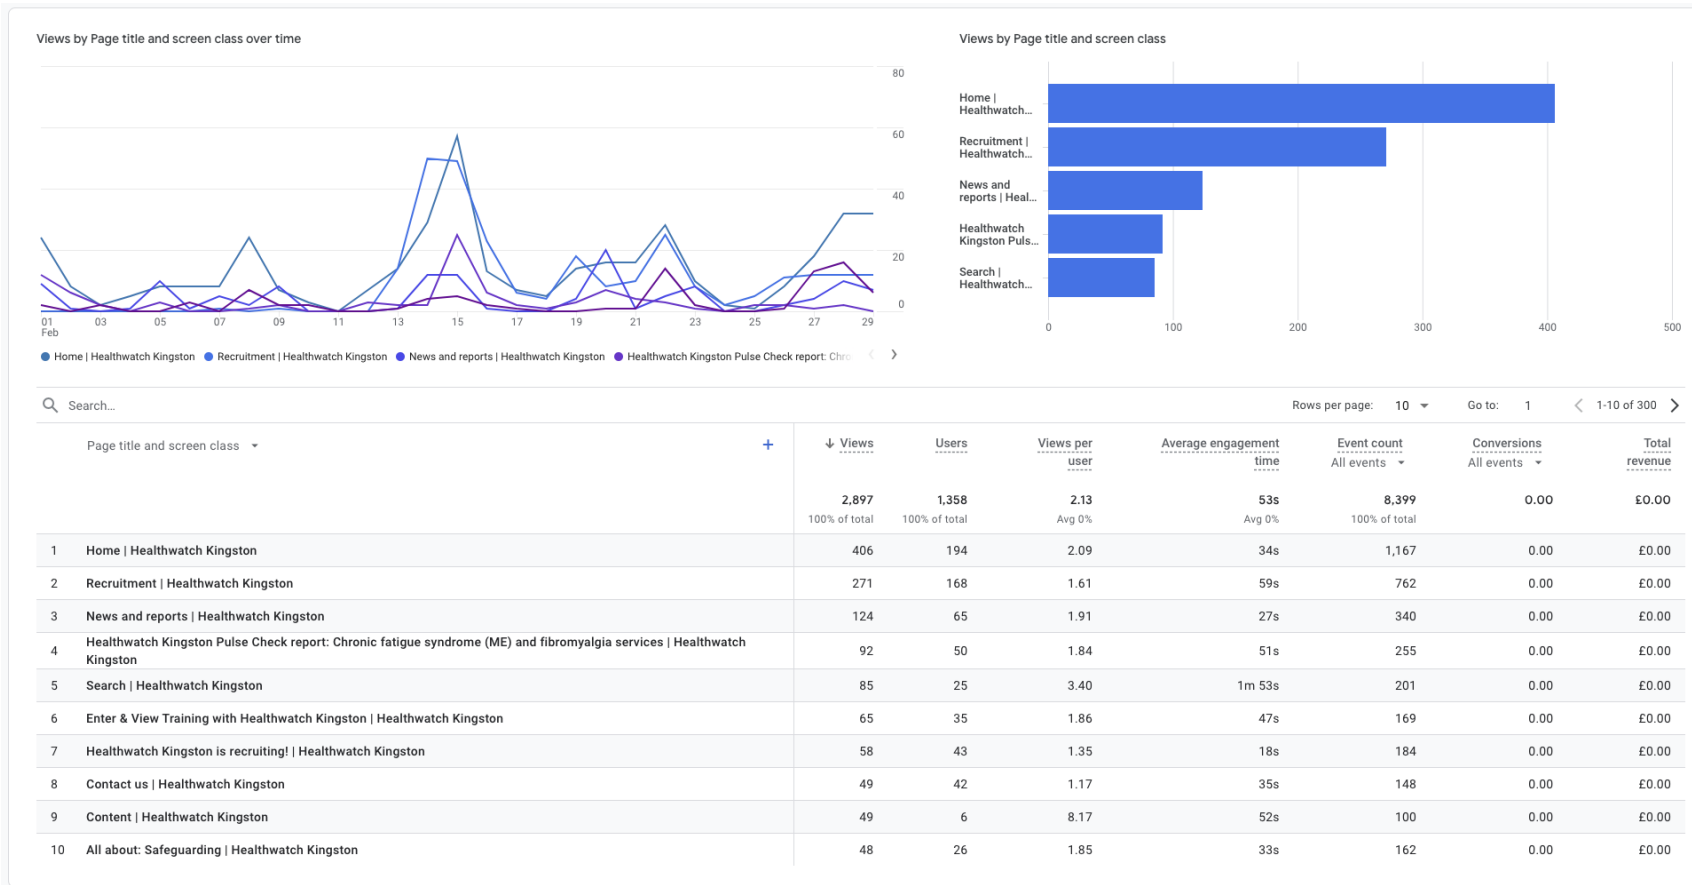 Views by Page title and screen class over time
80
60
40
20
0
01
Feb
03
05
07
09
11
13
15
17
19
21
23
25
27
29
Home | Healthwatch Kingston
Recruitment | Healthwatch Kingston
News and reports | Healthwatch Kingston
Healthwatch Kingston Pulse Check report: Chro
Views by Page title and screen class
Home |
Healthwatch...
Recruitment |
Healthwatch...
News and
reports | Heal...
Healthwatch
Kingston Puls...
Search |
Healthwatch...
0 100 200 300 400 500
Search...
Rows per page: 10 Go to: 1 1-10 of 300
Page title and screen class + Views Users Views per user Average engagement time Event count All events Conversions All events Total revenue
2,897 1,358 2.13 53s 8,399 0.00 £0.00
100% of total 100% of total Avg 0% Avg 0% 100% of total
1 Home | Healthwatch Kingston 406 194 2.09 34s 1,167 0.00 £0.00
2 Recruitment | Healthwatch Kingston 271 168 1.61 59s 762 0.00 £0.00
3 News and reports | Healthwatch Kingston 124 65 1.91 27s 340 0.00 £0.00
4 Healthwatch Kingston Pulse Check report: Chronic fatigue syndrome (ME) and fibromyalgia services | Healthwatch
Kingston 92 50 1.84 51s 255 0.00 £0.00
5 Search | Healthwatch Kingston 85 25 3.40 1m 53s 201 0.00 £0.00
6 Enter & View Training with Healthwatch Kingston | Healthwatch Kingston 65 35 1.86 47s 169 0.00 £0.00
7 Healthwatch Kingston is recruiting! | Healthwatch Kingston 58 43 1.35 18s 184 0.00 £0.00
8 Contact us | Healthwatch Kingston 49 42 1.17 35s 148 0.00 £0.00
9 Content | Healthwatch Kingston 49 6 8.17 52s 100 0.00 £0.00
10 All about: Safeguarding | Healthwatch Kingston 48 26 1.85 33s 162 0.00 £0.00